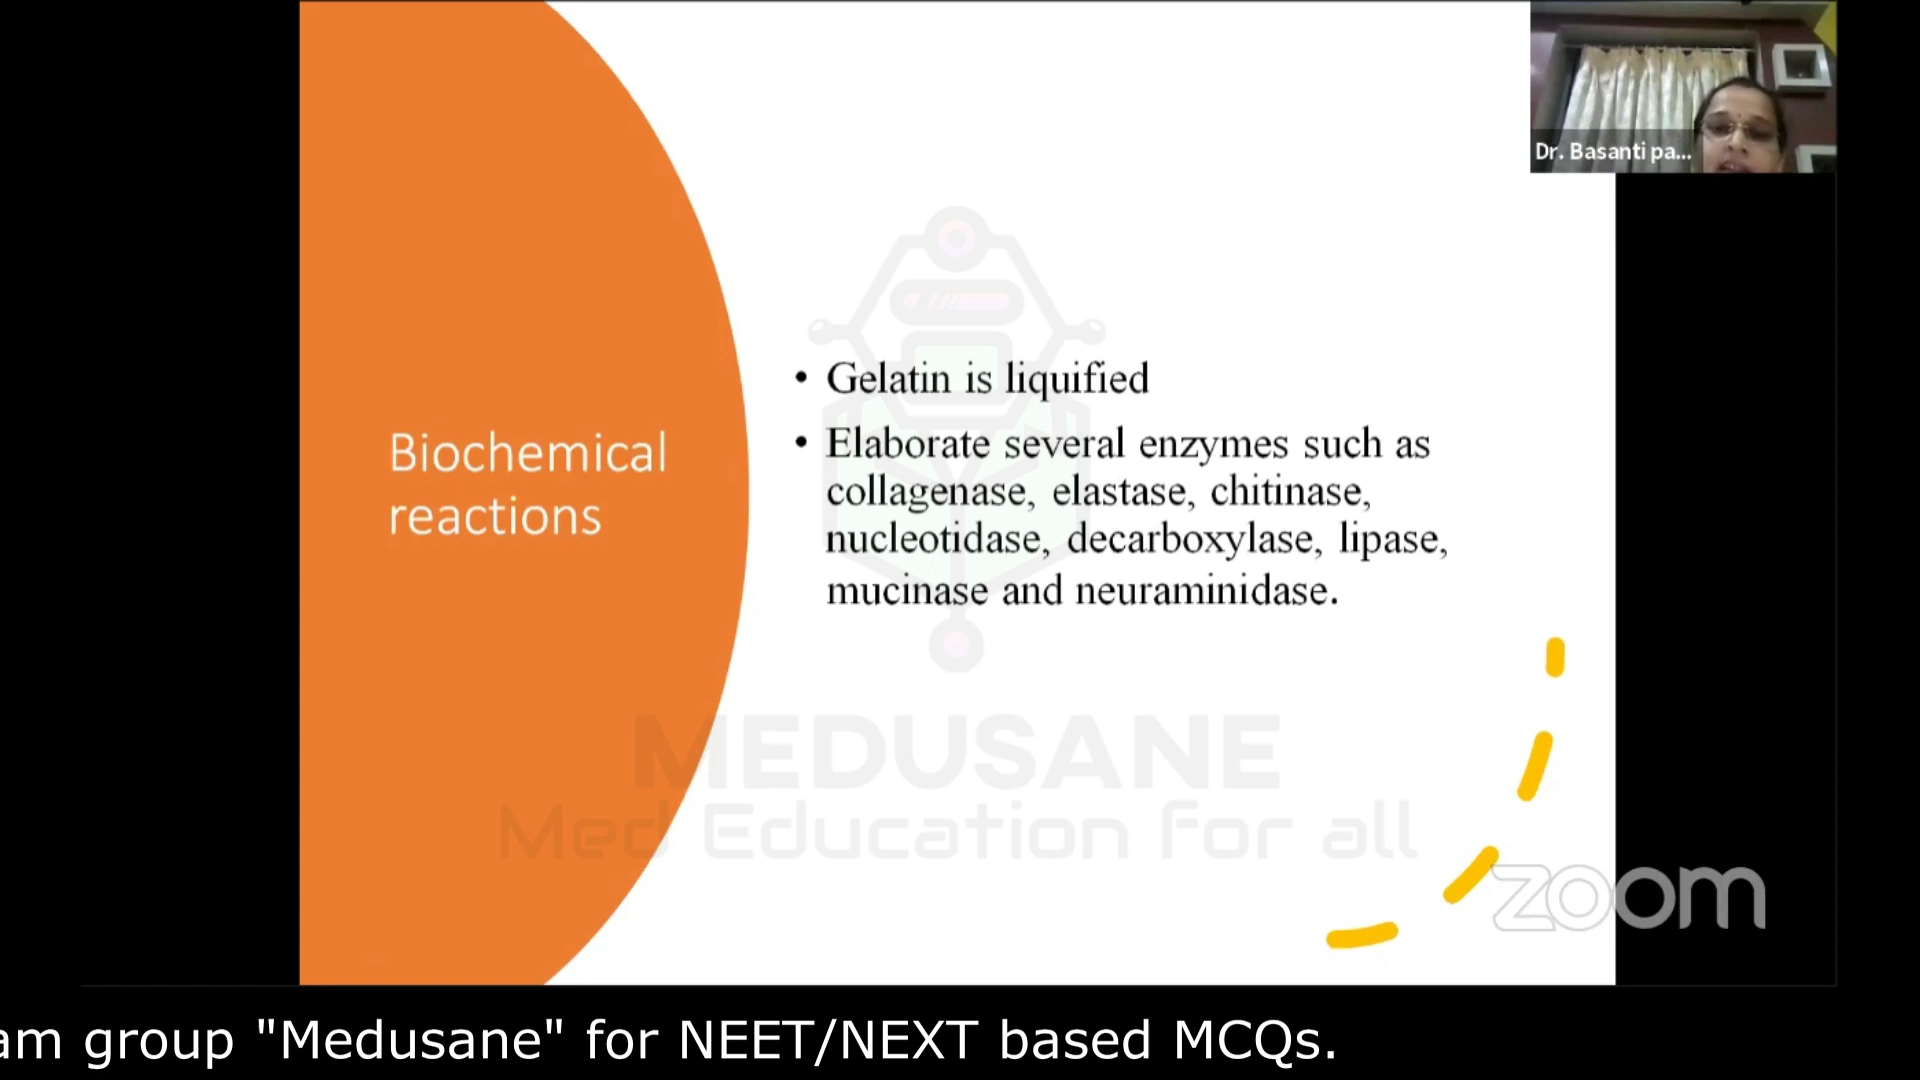 Dr. Basanti pa...
Biochemical
reactions
• Gelatin is liquified
• Elaborate several enzymes such as
collagenase, elastase, chitinase,
nucleotidase, decarboxylase, lipase,
mucinase and neuraminidase.
MEDUSANE
Med Education for all
zoom
am group "Medusane" for NEET/NEXT based MCQs.